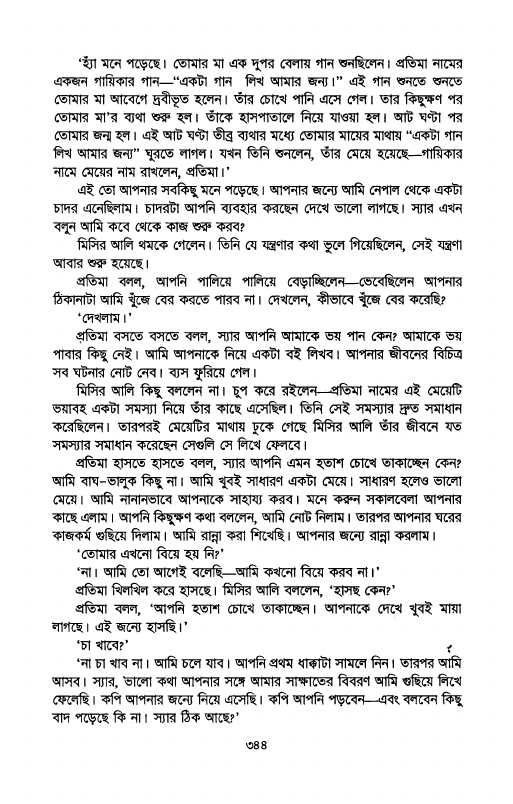 ‘হ্যাঁ মনে পড়েছে। তোমার মা এক দুপর বেলায় গান শুনছিলেন। প্রতিমা নামের
একজন গায়িকার গান—“একটা গান লিখ আমার জন্য।” এই গান শুনতে শুনতে
তোমার মা আবেগে দ্রবীভূত হলেন। তাঁর চোখে পানি এসে গেল। তার কিছুক্ষণ পর
তোমার মা’র ব্যথা শুরু হল। তাঁকে হাসপাতালে নিয়ে যাওয়া হল। আট ঘণ্টা পর
তোমার জন্ম হল। এই আট ঘণ্টা তীব্র ব্যথার মধ্যে তোমার মায়ের মাথায় “একটা গান
লিখ আমার জন্য” ঘুরতে লাগল। যখন তিনি শুনলেন, তাঁর মেয়ে হয়েছে—গায়িকার
নামে মেয়ের নাম রাখলেন, প্রতিমা।’
এই তো আপনার সবকিছু মনে পড়েছে। আপনার জন্যে আমি নেপাল থেকে একটা
চাদর এনেছিলাম। চাদরটা আপনি ব্যবহার করছেন দেখে ভালো লাগছে। স্যার এখন
বলুন আমি কবে থেকে কাজ শুরু করব?
মিসির আলি থমকে গেলেন। তিনি যে যন্ত্রণার কথা ভুলে গিয়েছিলেন, সেই যন্ত্রণা
আবার শুরু হয়েছে।
প্রতিমা বলল, আপনি পালিয়ে পালিয়ে বেড়াচ্ছিলেন—ভেবেছিলেন আপনার
ঠিকানাটা আমি খুঁজে বের করতে পারব না। দেখলেন, কীভাবে খুঁজে বের করেছি?
‘দেখলাম।’
প্রতিমা বসতে বসতে বলল, স্যার আপনি আমাকে ভয় পান কেন? আমাকে ভয়
পাবার কিছু নেই। আমি আপনাকে নিয়ে একটা বই লিখব। আপনার জীবনের বিচিত্র
সব ঘটনার নোট নেব। ব্যস ফুরিয়ে গেল।
মিসির আলি কিছু বললেন না। চুপ করে রইলেন—প্রতিমা নামের এই মেয়েটি
ভয়াবহ একটা সমস্যা নিয়ে তাঁর কাছে এসেছিল। তিনি সেই সমস্যার দ্রুত সমাধান
করেছিলেন। তারপরই মেয়েটির মাথায় ঢুকে গেছে মিসির আলি তাঁর জীবনে যত
সমস্যার সমাধান করেছেন সেগুলি সে লিখে ফেলবে।
প্রতিমা হাসতে হাসতে বলল, স্যার আপনি এমন হতাশ চোখে তাকাচ্ছেন কেন?
আমি বাঘ-ভালুক কিছু না। আমি খুবই সাধারণ একটা মেয়ে। সাধারণ হলেও ভালো
মেয়ে। আমি নানানভাবে আপনাকে সাহায্য করব। মনে করুন সকালবেলা আপনার
কাছে এলাম। আপনি কিছুক্ষণ কথা বললেন, আমি নোট নিলাম। তারপর আপনার ঘরের
কাজকর্ম গুছিয়ে দিলাম। আমি রান্না করা শিখেছি। আপনার জন্যে রান্না করলাম।
‘তোমার এখনো বিয়ে হয় নি?’
‘না। আমি তো আগেই বলেছি—আমি কখনো বিয়ে করব না।’
প্রতিমা খিলখিল করে হাসছে। মিসির আলি বললেন, ‘হাসছ কেন?’
প্রতিমা বলল, ‘আপনি হতাশ চোখে তাকাচ্ছেন। আপনাকে দেখে খুবই মায়া
লাগছে। এই জন্যে হাসছি।’
‘চা খাবে?’
‘না চা খাব না। আমি চলে যাব। আপনি প্রথম ধাক্কাটা সামলে নিন। তারপর আমি
আসব। স্যার, ভালো কথা আপনার সঙ্গে আমার সাক্ষাতের বিবরণ আমি গুছিয়ে লিখে
ফেলেছি। কপি আপনার জন্যে নিয়ে এসেছি। কপি আপনি পড়বেন—এবং বলবেন কিছু
বাদ পড়েছে কি না। স্যার ঠিক আছে?’
৩৪৪